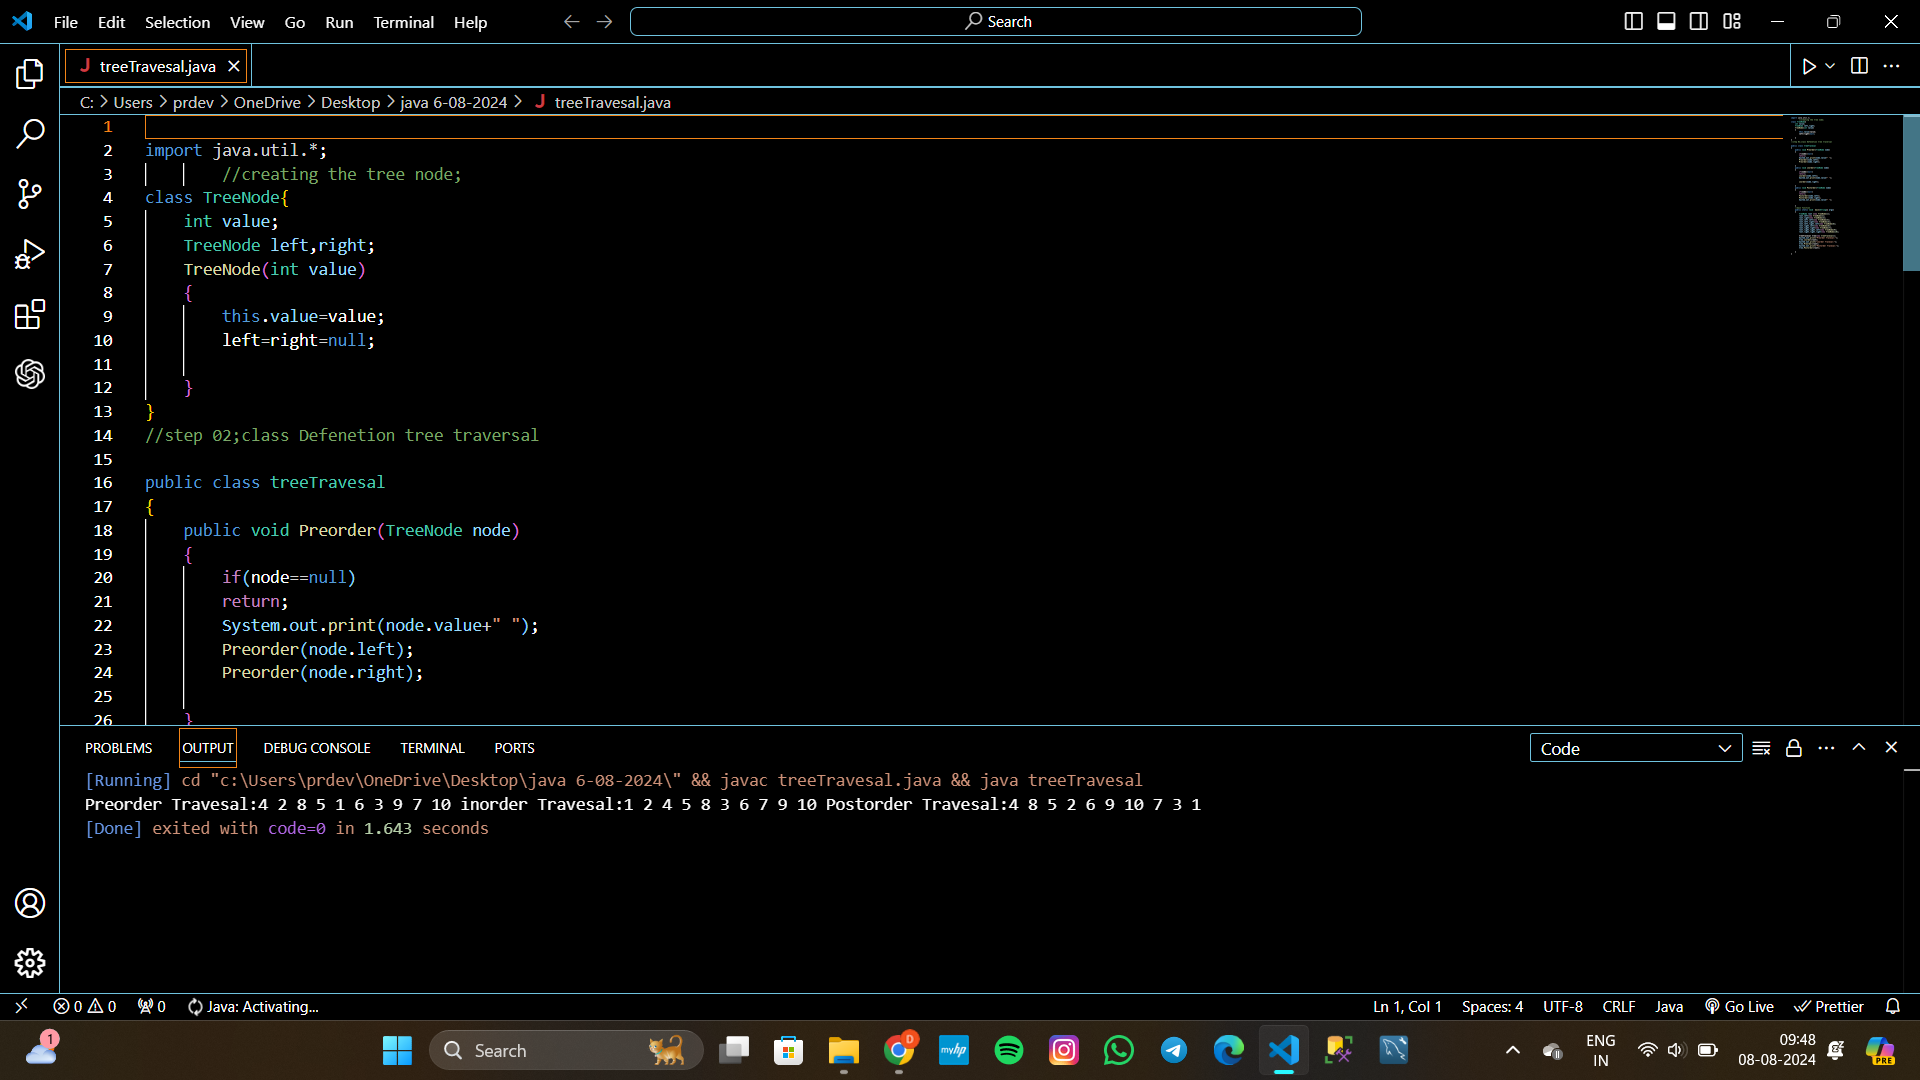 File Edit Selection View Go Run Terminal Help
Search
treeTravesal.java
C: > Users > prdev > OneDrive > Desktop > java 6-08-2024 > J treeTravesal.java
1
2 import java.util.*;
3 //creating the tree node;
4 class TreeNode{
5 int value;
6 TreeNode left,right;
7 TreeNode(int value)
8 {
9 this.value=value;
10 left=right=null;
11
12 }
13 }
14 //step 02;class Defenetion tree traversal
15
16 public class treeTravesal
17 {
18 public void Preorder(TreeNode node)
19 {
20 if(node==null)
21 return;
22 System.out.print(node.value+" ");
23 Preorder(node.left);
24 Preorder(node.right);
25
26 }
PROBLEMS OUTPUT DEBUG CONSOLE TERMINAL PORTS
Code
[Running] cd "c:\Users\prdev\OneDrive\Desktop\java 6-08-2024\" && javac treeTravesal.java && java treeTravesal
Preorder Travesal:4 2 8 5 1 6 3 9 7 10 inorder Travesal:1 2 4 5 8 3 6 7 9 10 Postorder Travesal:4 8 5 2 6 9 10 7 3 1
[Done] exited with code=0 in 1.643 seconds
0 0 0 Java: Activating...
Ln 1, Col 1 Spaces: 4 UTF-8 CRLF Java Go Live Prettier
1
Search
D
myhp
ENG
IN
09:48
08-08-2024
PRE